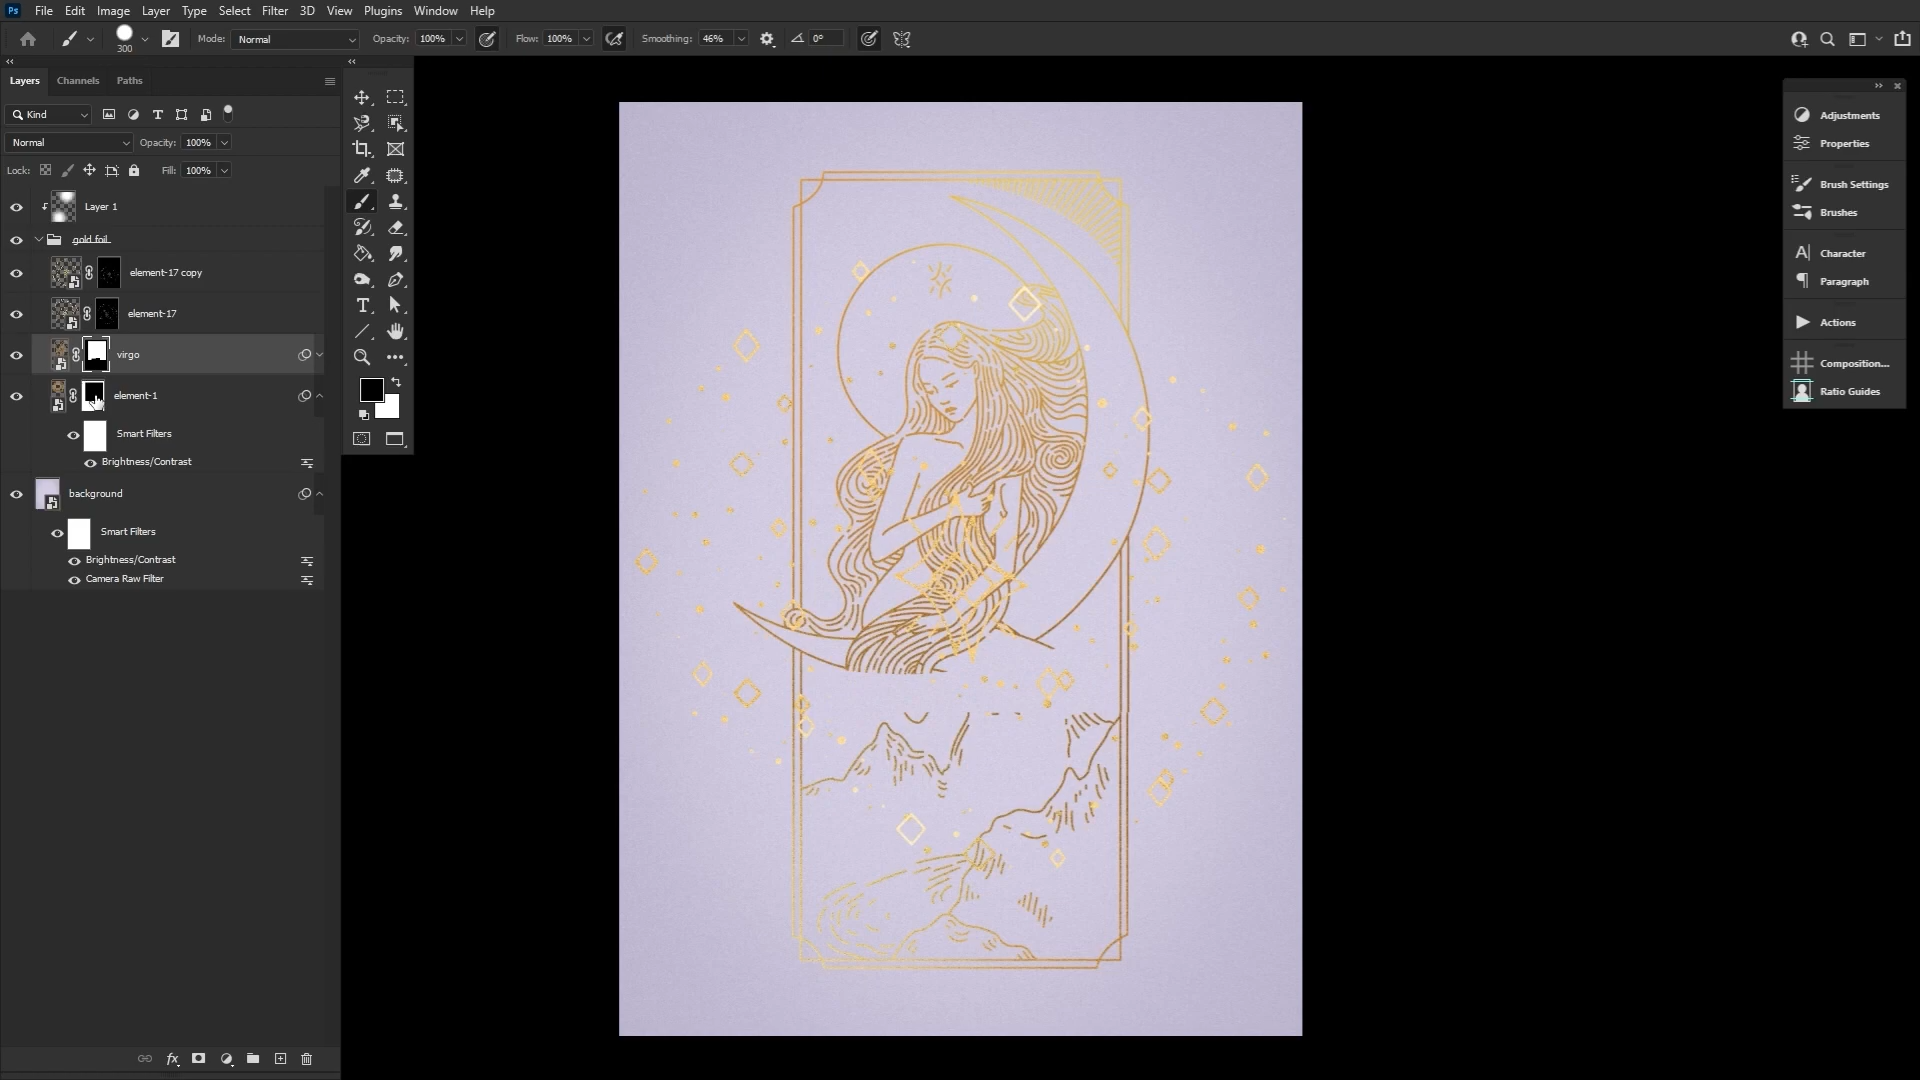 Ps File Edit Image Layer Type Select Filter 3D View Plugins Window Help
300 Mode: Normal Opacity: 100% Flow: 100% Smoothing: 46% 0°
Layers Channels Paths
Kind
Normal Opacity: 100%
Lock: Fill: 100%
Layer 1
gold foil
element-17 copy
element-17
virgo
element-1
Smart Filters
Brightness/Contrast
background
Smart Filters
Brightness/Contrast
Camera Raw Filter
fx
Adjustments
Properties
Brush Settings
Brushes
Character
Paragraph
Actions
Composition...
Ratio Guides